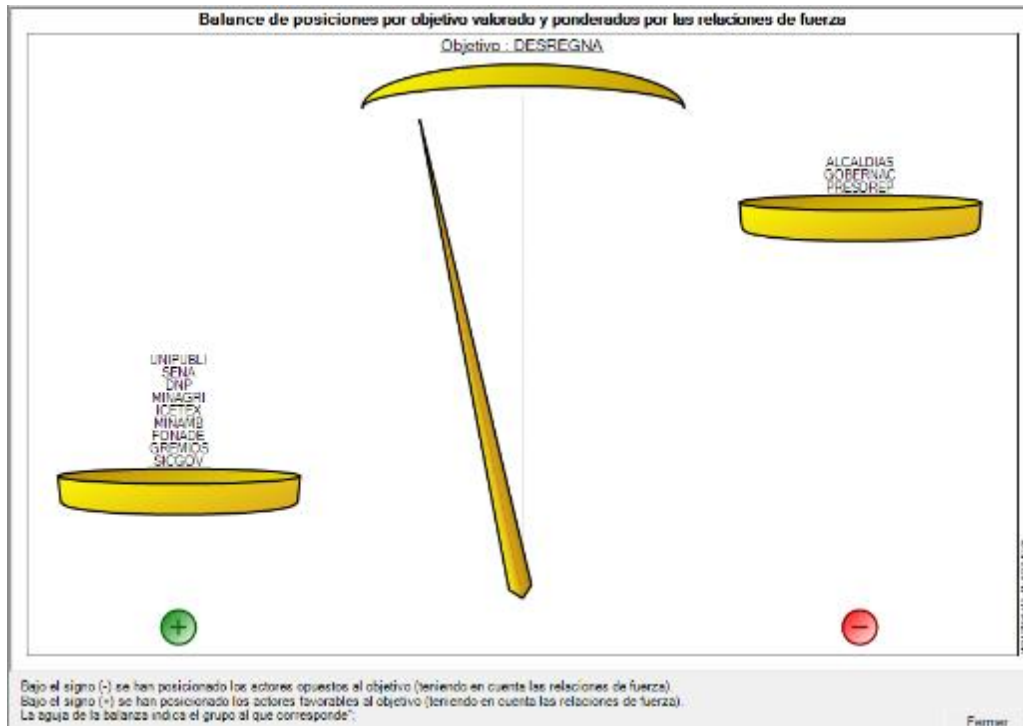 Balance de posiciones por objetivo valorado y ponderados por las relaciones de fuerza
Objetivo : DESREGNA
ALCALDIAS
GOBERNAC
PRESDREP
UNIPUBLI
SENA
DNP
MINAGRI
ICETEX
MINAMB
FONADE
GREMIOS
SICGOV
+
−
Bajo el signo (-) se han posicionado los actores opuestos al objetivo (teniendo en cuenta las relaciones de fuerza).
Bajo el signo (+) se han posicionado los actores favorables al objetivo (teniendo en cuenta las relaciones de fuerza).
La aguja de la balanza indica el grupo al que corresponde";
Fermer